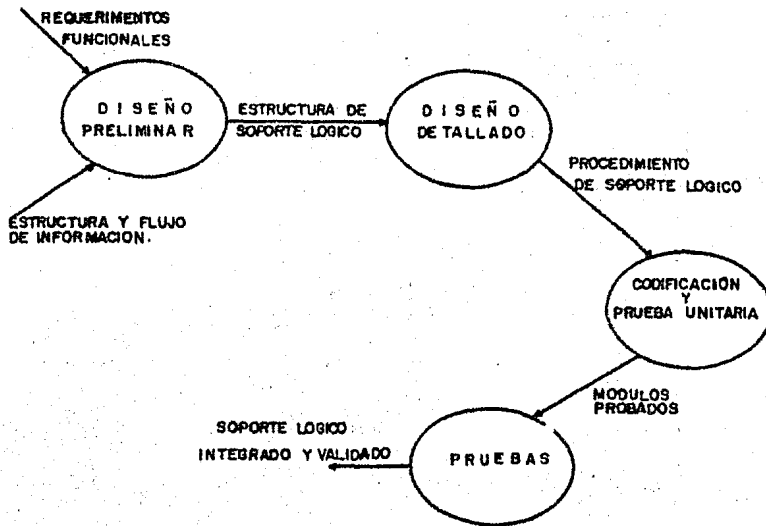 REQUERIMENTOS
FUNCIONALES
DISEÑO
PRELIMINAR
ESTRUCTURA DE
SOPORTE LOGICO
DISEÑO
DETALLADO
ESTRUCTURA Y FLUJO
DE INFORMACION.
PROCEDIMIENTO
DE SOPORTE LOGICO
CODIFICACIÓN
Y
PRUEBA UNITARIA
MODULOS
PROBADOS
PRUEBAS
SOPORTE LOGICO
INTEGRADO Y VALIDADO